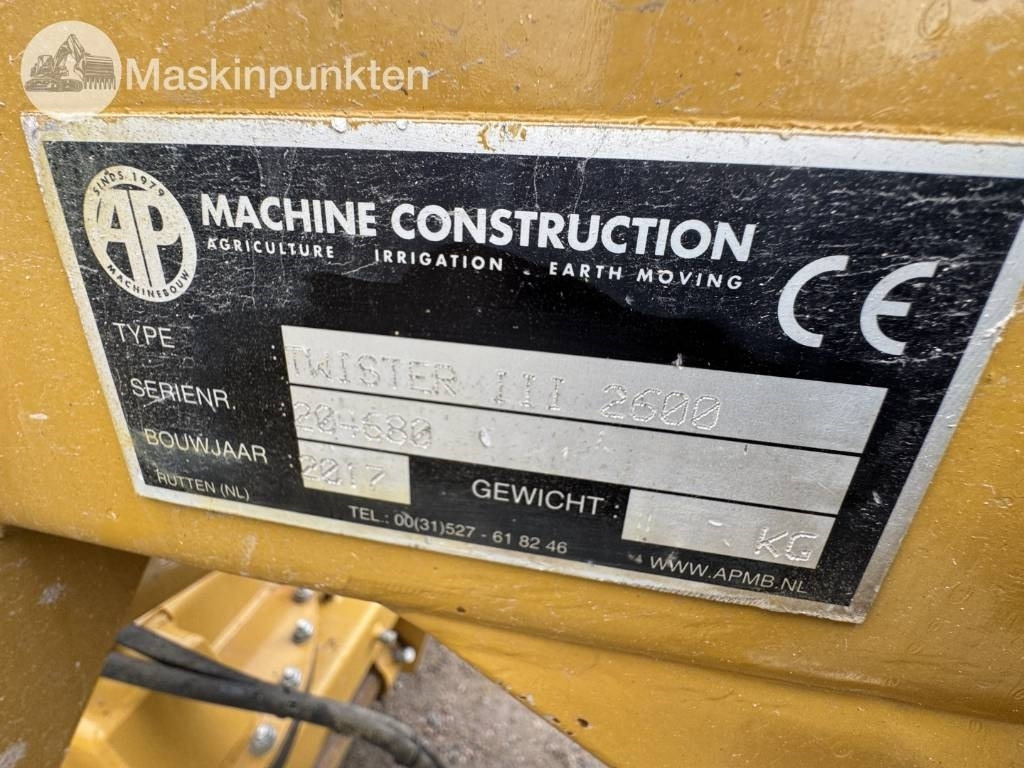 Maskinpunkten
SINDS 1979
AP
MACHINEBOUW
MACHINE CONSTRUCTION
AGRICULTURE IRRIGATION EARTH MOVING
CE
TYPE TWISTER III 2600
SERIENR. 204680
BOUWJAAR 2017 GEWICHT KG
RUTTEN (NL) TEL.: 00(31)527 - 61 82 46 WWW.APMB.NL